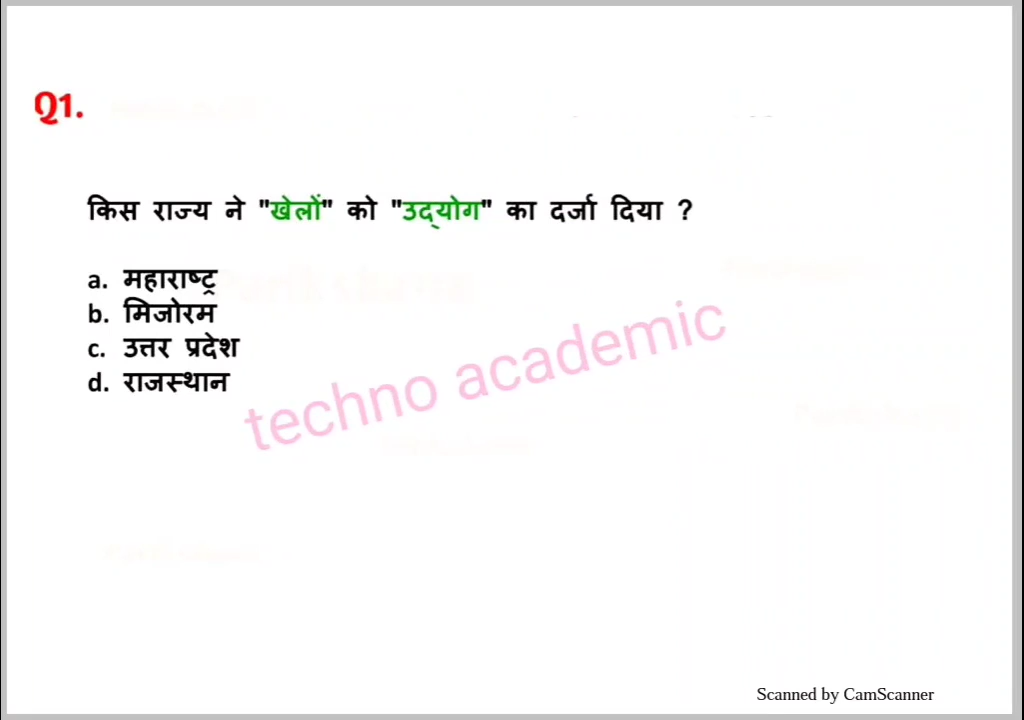 Q1.
किस राज्य ने "खेलों" को "उद्योग" का दर्जा दिया ?
a. महाराष्ट्र
b. मिजोरम
c. उत्तर प्रदेश
d. राजस्थान
techno academic
Scanned by CamScanner